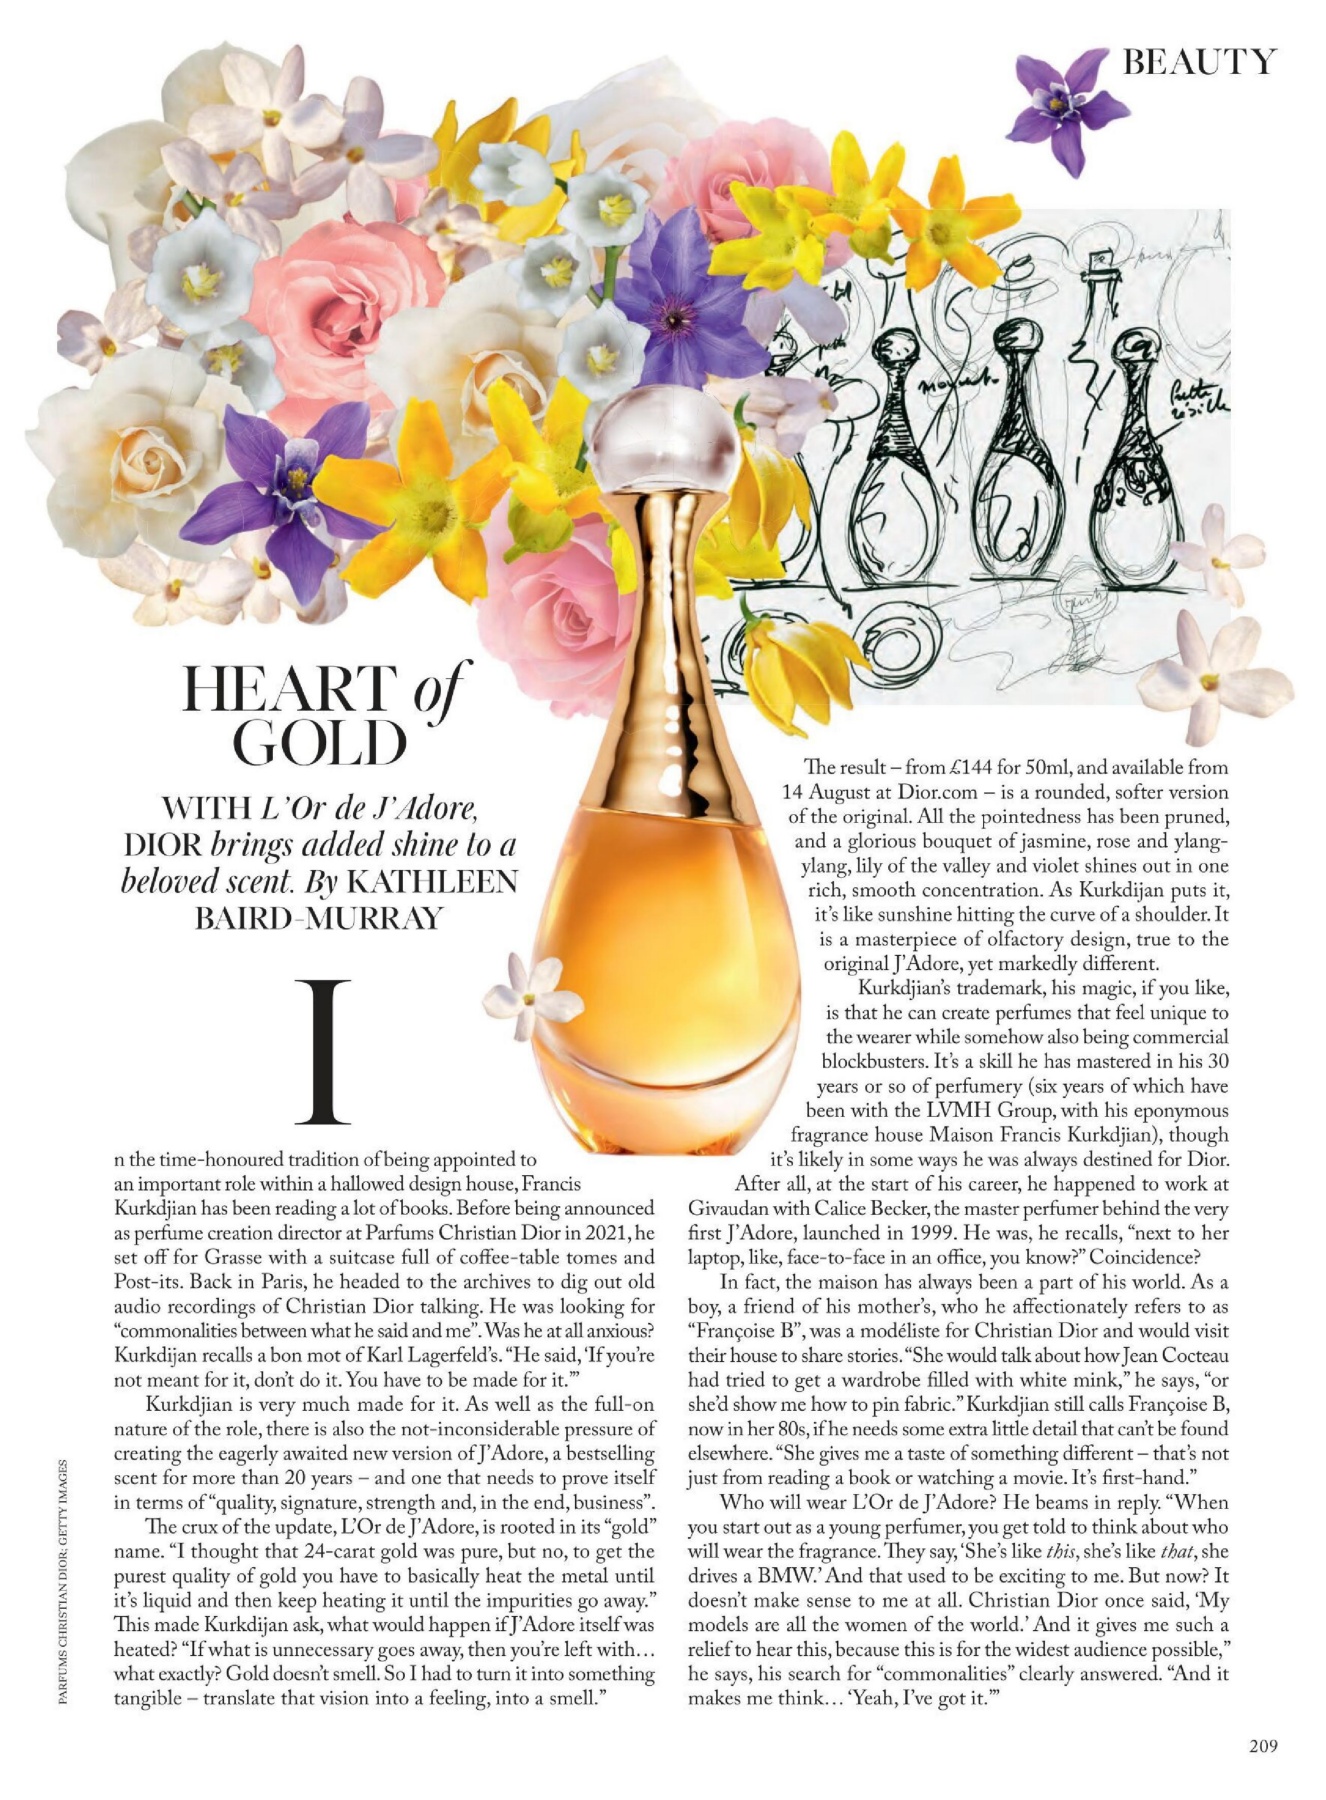 BEAUTY
HEART of
GOLD
WITH L'Or de J'Adore,
DIOR brings added shine to a
beloved scent. By KATHLEEN
BAIRD-MURRAY
I
n the time-honoured tradition of being appointed to
an important role within a hallowed design house, Francis
Kurkdjian has been reading a lot of books. Before being announced
as perfume creation director at Parfums Christian Dior in 2021, he
set off for Grasse with a suitcase full of coffee-table tomes and
Post-its. Back in Paris, he headed to the archives to dig out old
audio recordings of Christian Dior talking. He was looking for
“commonalities between what he said and me”. Was he at all anxious?
Kurkdijan recalls a bon mot of Karl Lagerfeld’s. “He said, ‘If you’re
not meant for it, don’t do it. You have to be made for it.’”
Kurkdjian is very much made for it. As well as the full-on
nature of the role, there is also the not-inconsiderable pressure of
creating the eagerly awaited new version of J’Adore, a bestselling
scent for more than 20 years – and one that needs to prove itself
in terms of “quality, signature, strength and, in the end, business”.
The crux of the update, L’Or de J’Adore, is rooted in its “gold”
name. “I thought that 24-carat gold was pure, but no, to get the
purest quality of gold you have to basically heat the metal until
it’s liquid and then keep heating it until the impurities go away.”
This made Kurkdijan ask, what would happen if J’Adore itself was
heated? “If what is unnecessary goes away, then you’re left with…
what exactly? Gold doesn’t smell. So I had to turn it into something
tangible – translate that vision into a feeling, into a smell.”
The result – from £144 for 50ml, and available from
14 August at Dior.com – is a rounded, softer version
of the original. All the pointedness has been pruned,
and a glorious bouquet of jasmine, rose and ylang-
ylang, lily of the valley and violet shines out in one
rich, smooth concentration. As Kurkdijan puts it,
it’s like sunshine hitting the curve of a shoulder. It
is a masterpiece of olfactory design, true to the
original J’Adore, yet markedly different.
Kurkdjian’s trademark, his magic, if you like,
is that he can create perfumes that feel unique to
the wearer while somehow also being commercial
blockbusters. It’s a skill he has mastered in his 30
years or so of perfumery (six years of which have
been with the LVMH Group, with his eponymous
fragrance house Maison Francis Kurkdjian), though
it’s likely in some ways he was always destined for Dior.
After all, at the start of his career, he happened to work at
Givaudan with Calice Becker, the master perfumer behind the very
first J’Adore, launched in 1999. He was, he recalls, “next to her
laptop, like, face-to-face in an office, you know?” Coincidence?
In fact, the maison has always been a part of his world. As a
boy, a friend of his mother’s, who he affectionately refers to as
“Françoise B”, was a modéliste for Christian Dior and would visit
their house to share stories. “She would talk about how Jean Cocteau
had tried to get a wardrobe filled with white mink,” he says, “or
she’d show me how to pin fabric.” Kurkdjian still calls Françoise B,
now in her 80s, if he needs some extra little detail that can’t be found
elsewhere. “She gives me a taste of something different – that’s not
just from reading a book or watching a movie. It’s first-hand.”
Who will wear L’Or de J’Adore? He beams in reply. “When
you start out as a young perfumer, you get told to think about who
will wear the fragrance. They say, ‘She’s like this, she’s like that, she
drives a BMW.’ And that used to be exciting to me. But now? It
doesn’t make sense to me at all. Christian Dior once said, ‘My
models are all the women of the world.’ And it gives me such a
relief to hear this, because this is for the widest audience possible,”
he says, his search for “commonalities” clearly answered. “And it
makes me think… ‘Yeah, I’ve got it.’”
PARFUMS CHRISTIAN DIOR; GETTY IMAGES
209